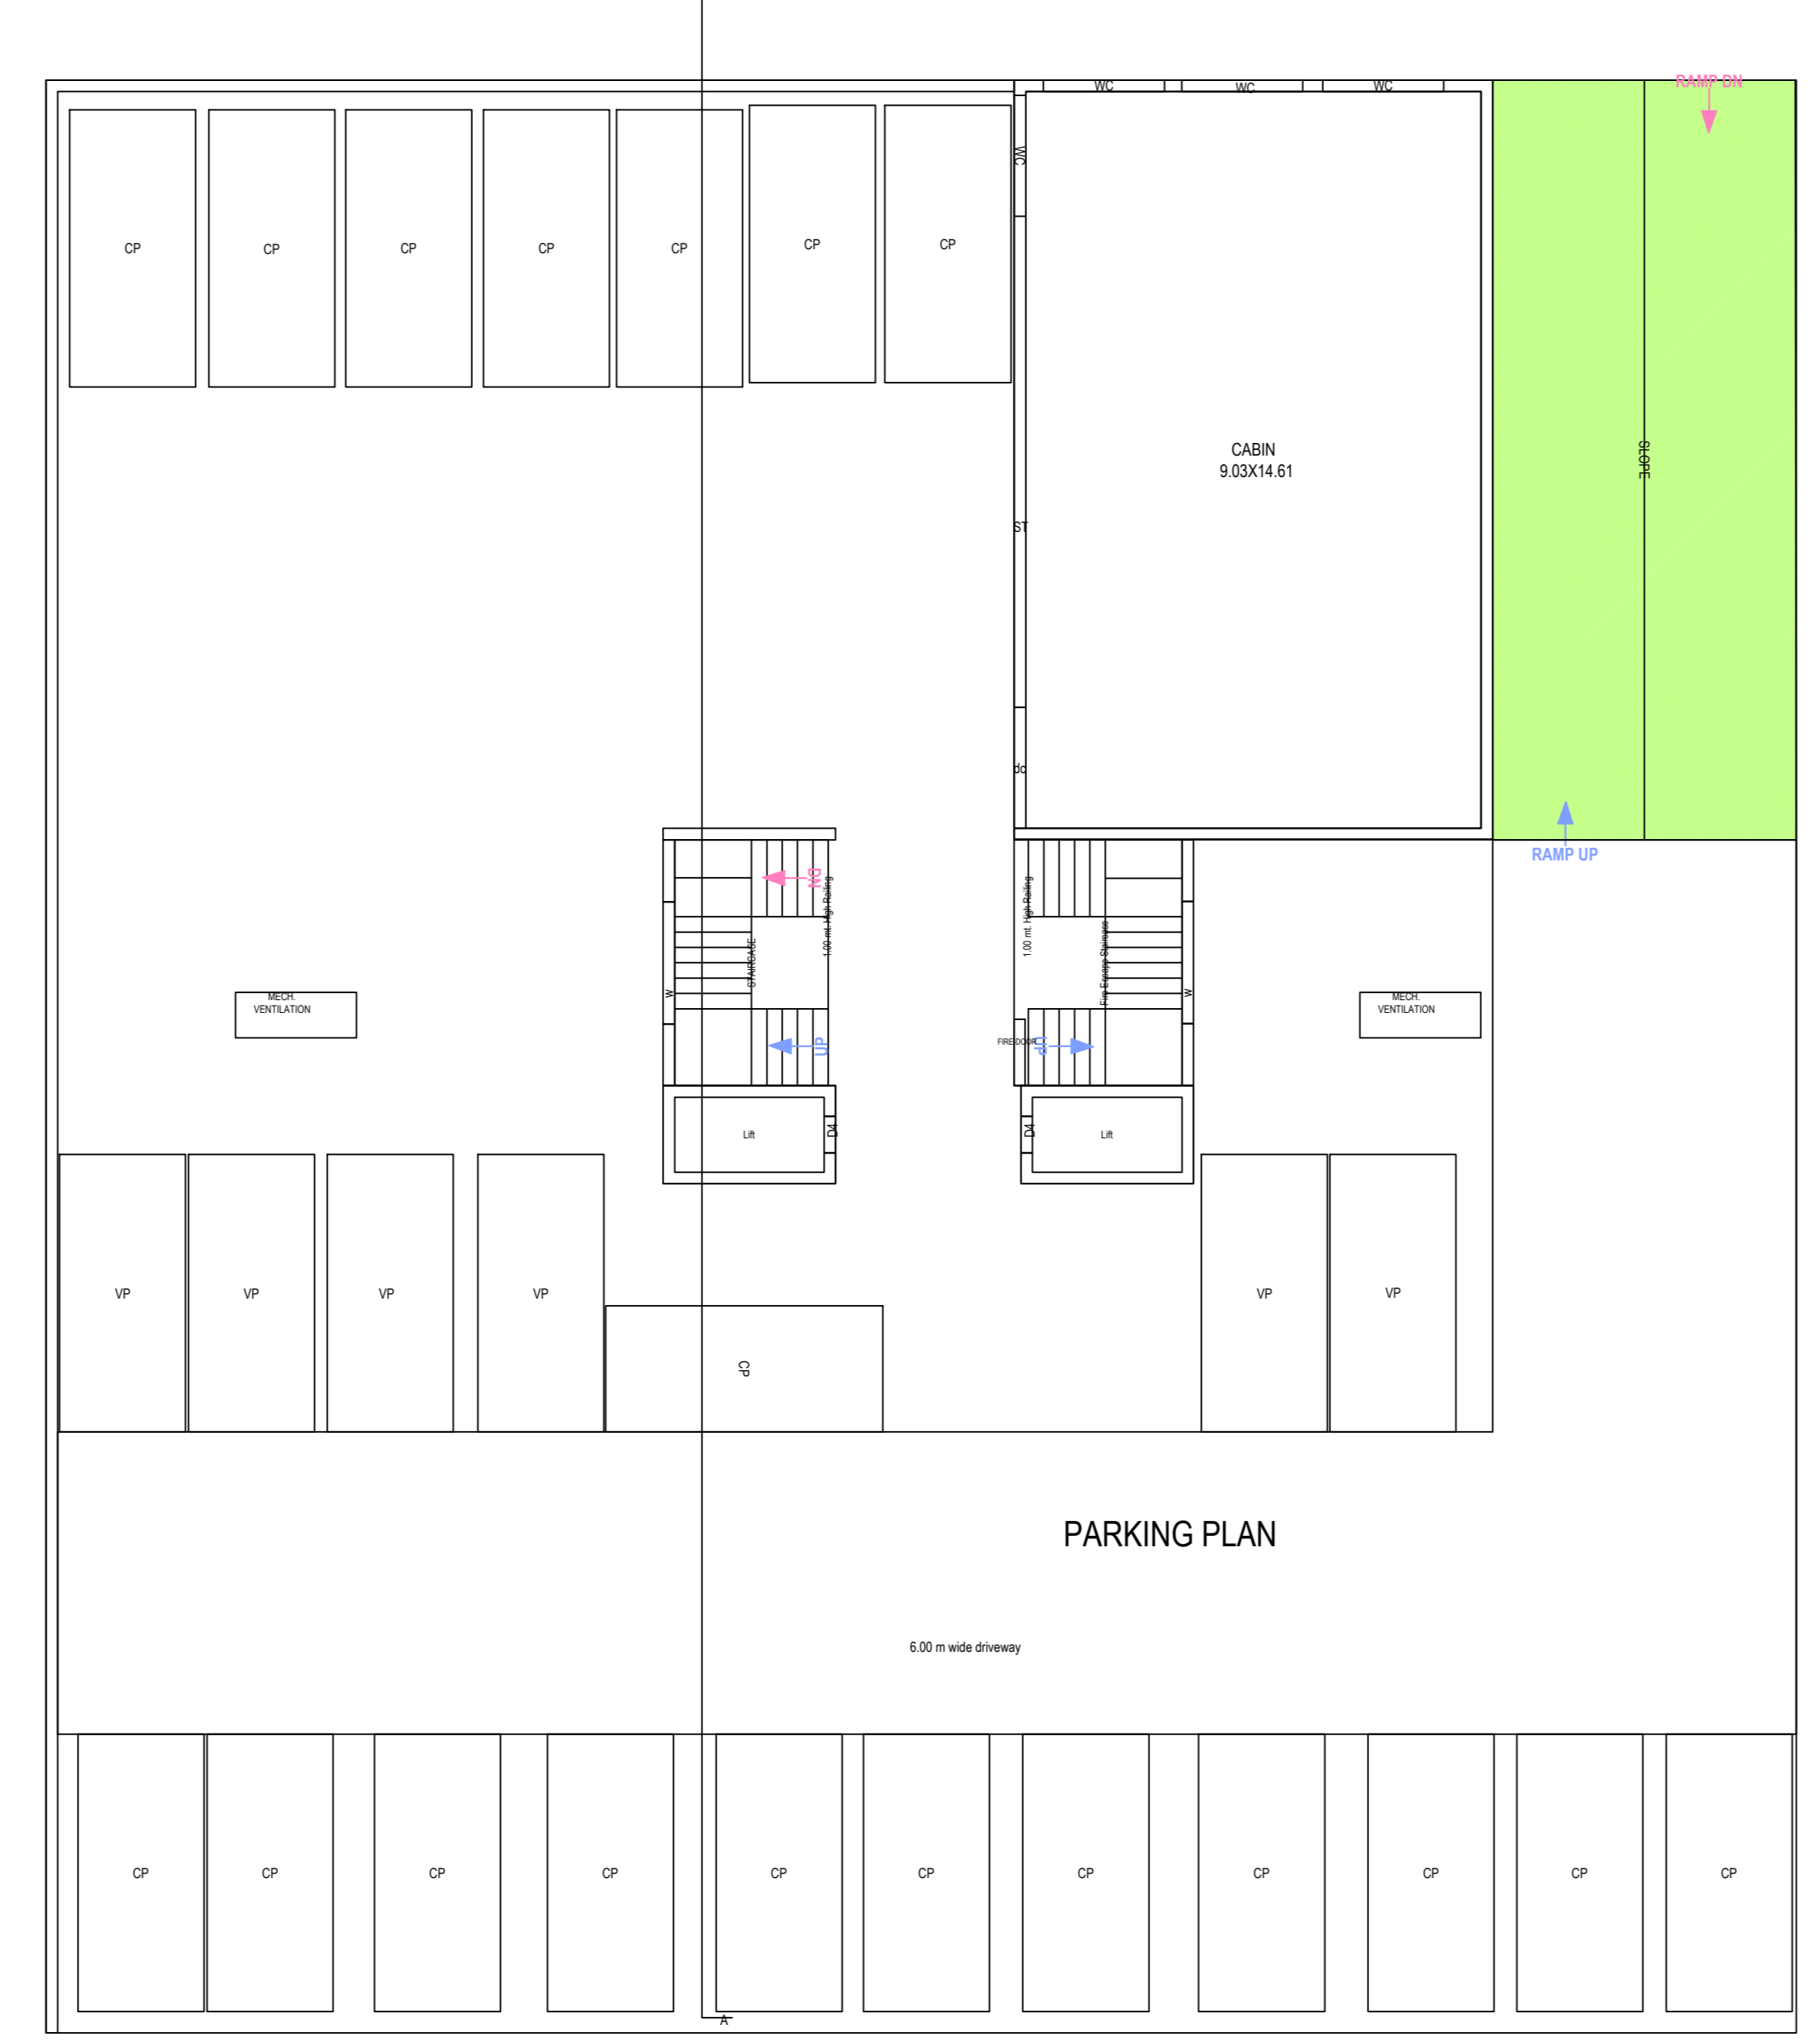 RAMP DN
WC
WC
WC
WC
CP
CP
CP
CP
CP
CP
CP
CABIN
9.03X14.61
SLOPE
ST
dc
RAMP UP
DN
1.00 mt. High Railing
1.00 mt. High Railing
STAIRCASE
Fire Escape Staircase
W
W
MECH.
VENTILATION
MECH.
VENTILATION
UP
FIRE DOOR
UP
Lift
D4
D4
Lift
VP
VP
VP
VP
VP
VP
CP
PARKING PLAN
6.00 m wide driveway
CP
CP
CP
CP
CP
CP
CP
CP
CP
CP
CP
A